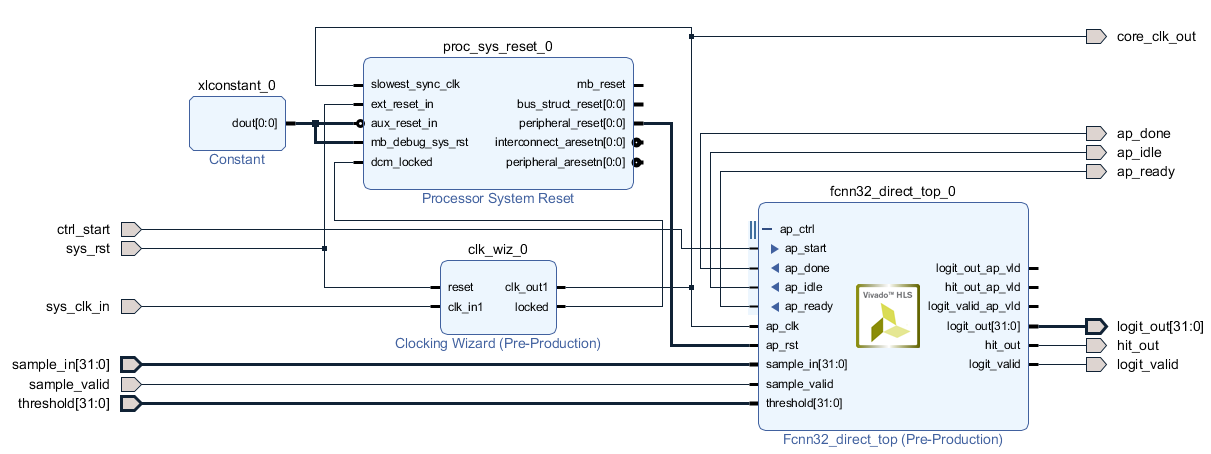 core_clk_out
proc_sys_reset_0
xlconstant_0
dout[0:0]
Constant
slowest_sync_clk
ext_reset_in
aux_reset_in
mb_debug_sys_rst
dcm_locked
mb_reset
bus_struct_reset[0:0]
peripheral_reset[0:0]
interconnect_aresetn[0:0]
peripheral_aresetn[0:0]
Processor System Reset
ap_done
ap_idle
ap_ready
ctrl_start
sys_rst
sys_clk_in
clk_wiz_0
reset
clk_in1
clk_out1
locked
Clocking Wizard (Pre-Production)
sample_in[31:0]
sample_valid
threshold[31:0]
fcnn32_direct_top_0
ap_ctrl
ap_start
ap_done
ap_idle
ap_ready
ap_clk
ap_rst
sample_in[31:0]
sample_valid
threshold[31:0]
Vivado™ HLS
logit_out_ap_vld
hit_out_ap_vld
logit_valid_ap_vld
logit_out[31:0]
hit_out
logit_valid
Fcnn32_direct_top (Pre-Production)
logit_out[31:0]
hit_out
logit_valid